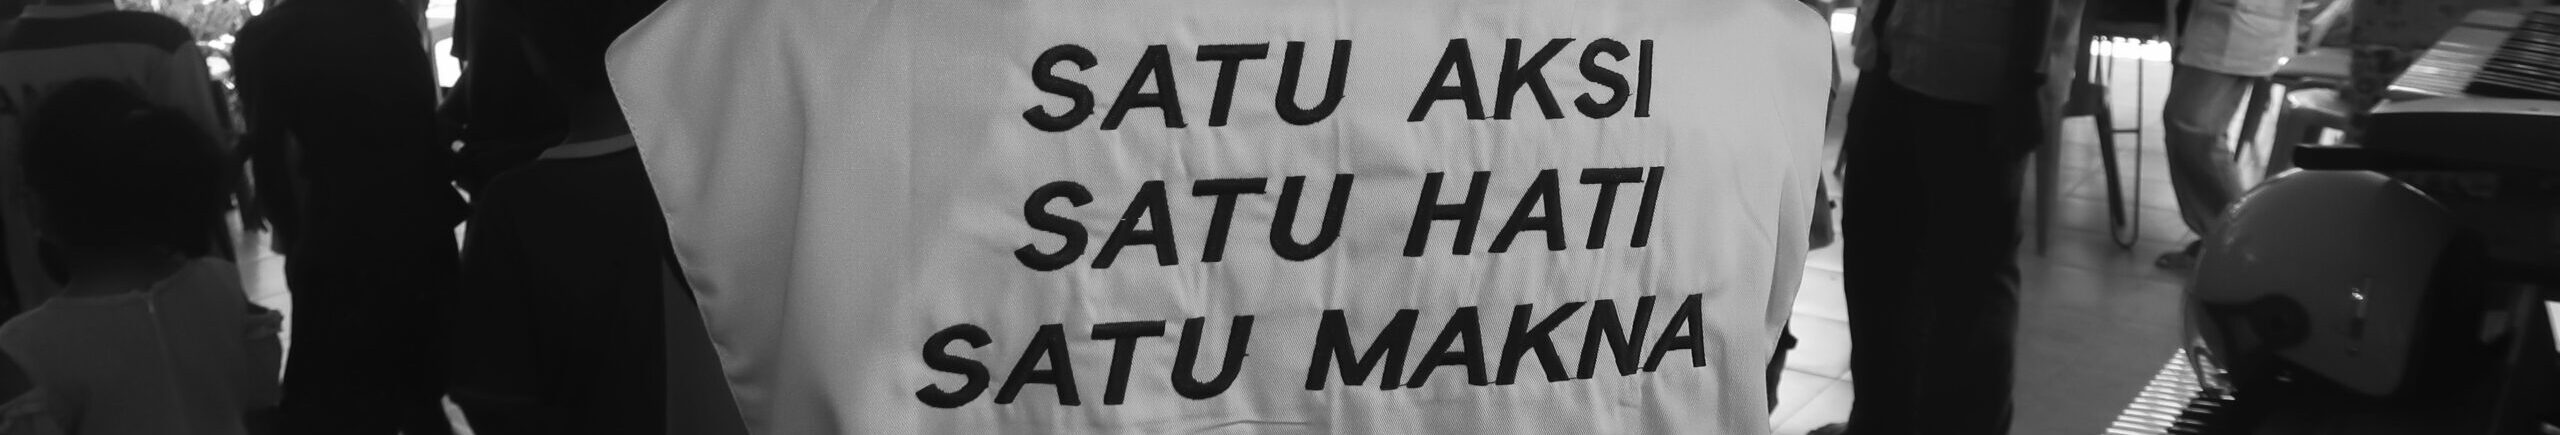 SATU AKSI
SATU HATI
SATU MAKNA